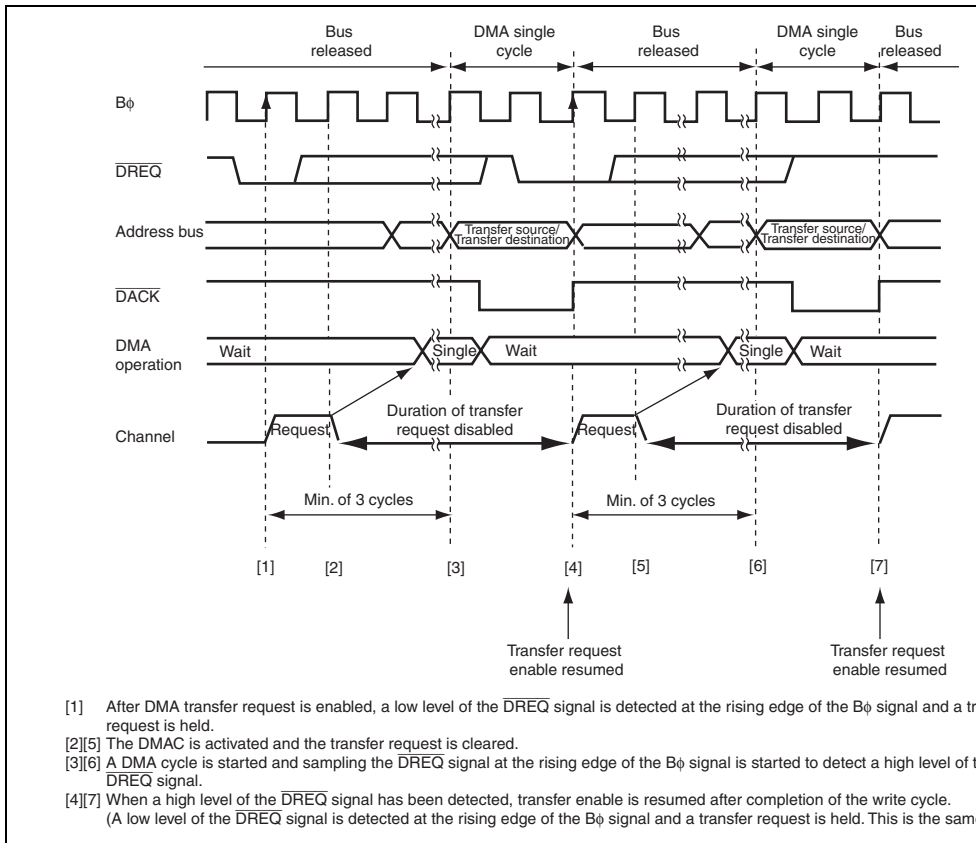 Bus released
DMA single cycle
Bus released
DMA single cycle
Bus released
Bφ
DREQ
Address bus
Transfer source/
Transfer destination
Transfer source/
Transfer destination
DACK
DMA operation
Wait
Single
Wait
Single
Wait
Channel
Request
Duration of transfer request disabled
Request
Duration of transfer request disabled
Min. of 3 cycles
Min. of 3 cycles
[1] [2] [3] [4] [5] [6] [7]
Transfer request enable resumed
Transfer request enable resumed
[1] After DMA transfer request is enabled, a low level of the DREQ signal is detected at the rising edge of the Bφ signal and a
request is held.
[2][5] The DMAC is activated and the transfer request is cleared.
[3][6] A DMA cycle is started and sampling the DREQ signal at the rising edge of the Bφ signal is started to detect a high level of
DREQ signal.
[4][7] When a high level of the DREQ signal has been detected, transfer enable is resumed after completion of the write cycle.
(A low level of the DREQ signal is detected at the rising edge of the Bφ signal and a transfer request is held. This is the same